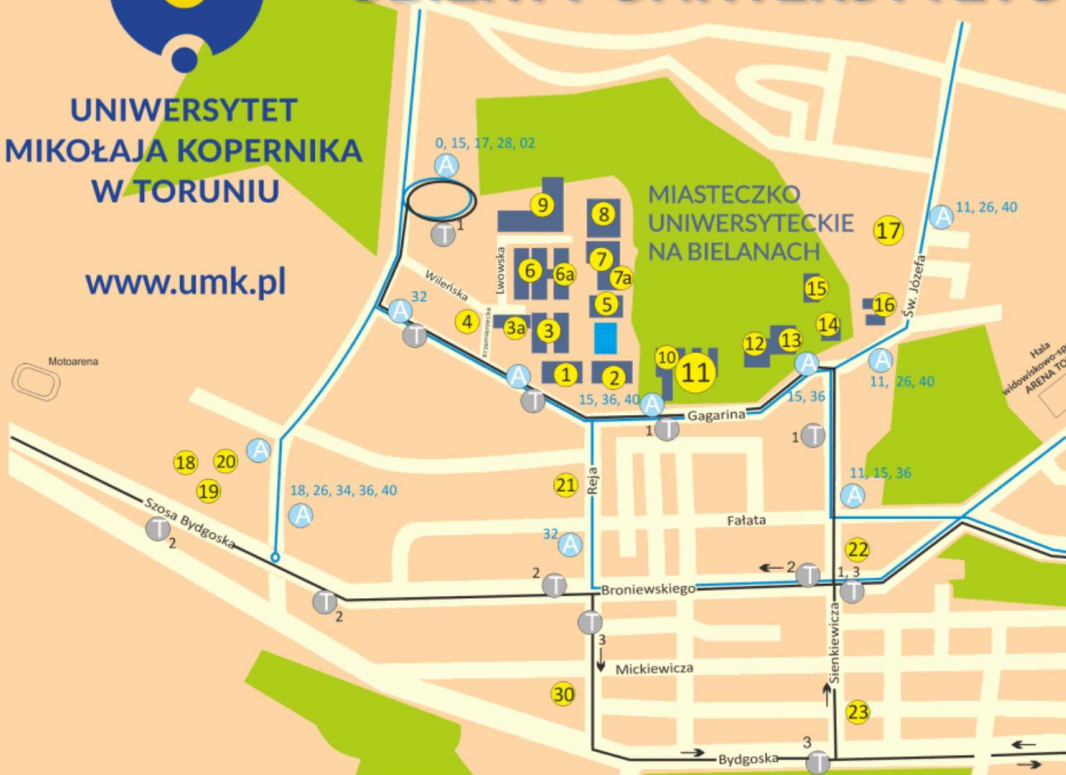 UNIWERSYTET
MIKOŁAJA KOPERNIKA
W TORUNIU
www.umk.pl
0, 15, 17, 28, 02
A
T 1
9
8
MIASTECZKO
UNIWERSYTECKIE
NA BIELANACH
17
A 11, 26, 40
Lwowska
6
6a
7
7a
15
Wileńska
5
16
Św. Józefa
A 32
T
4
Krzemieniecka
3a
3
14
12
13
Motoarena
A
1
2
10
11
A
A
11, 26, 40
Hala
ARENA TO
15, 36, 40
A
15, 36
T
1 T
Gagarina
1 T
18
20
A
19
21
Reja
11, 15, 36
A
18, 26, 34, 36, 40
A
Szosa Bydgoska
T 2
Fałata
32 A
22
2 T
2 T
1, 3
T
Broniewskiego
T 2
T
3
Sienkiewicza
Mickiewicza
30
23
3
T
Bydgoska